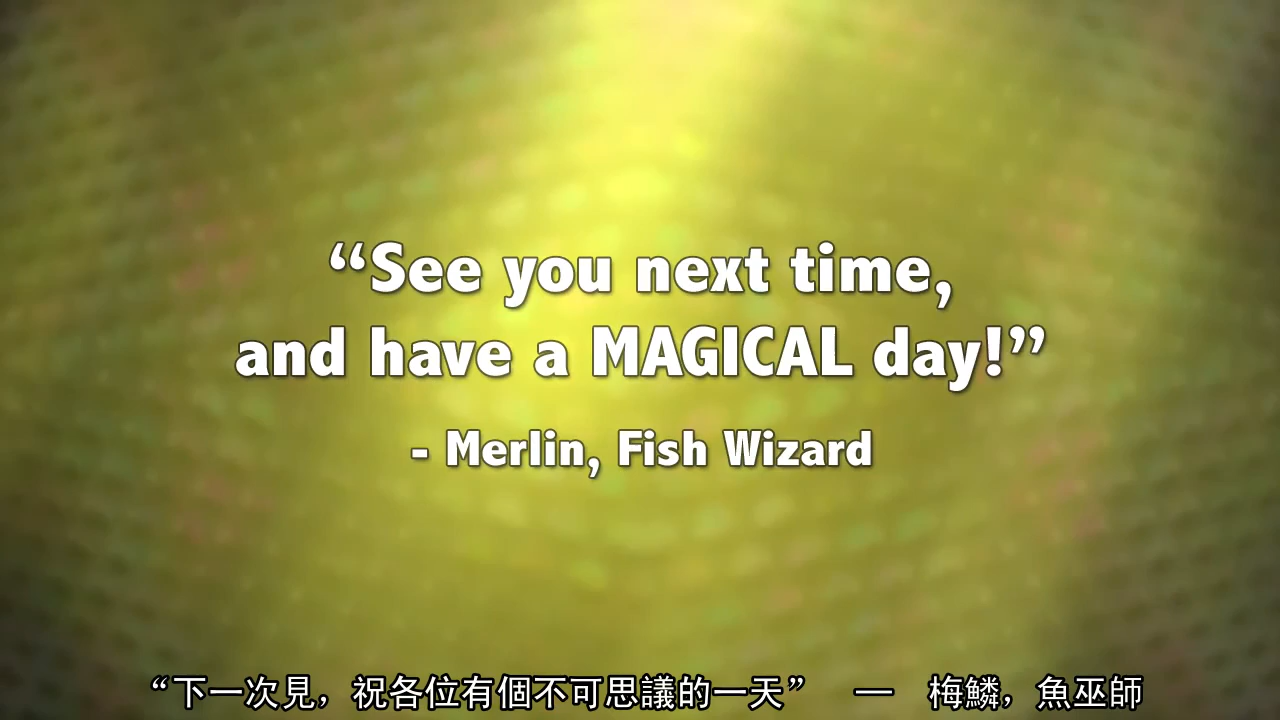 “See you next time,
and have a MAGICAL day!”
- Merlin, Fish Wizard
“下一次見，祝各位有個不可思議的一天”　—　梅鱗，魚巫師